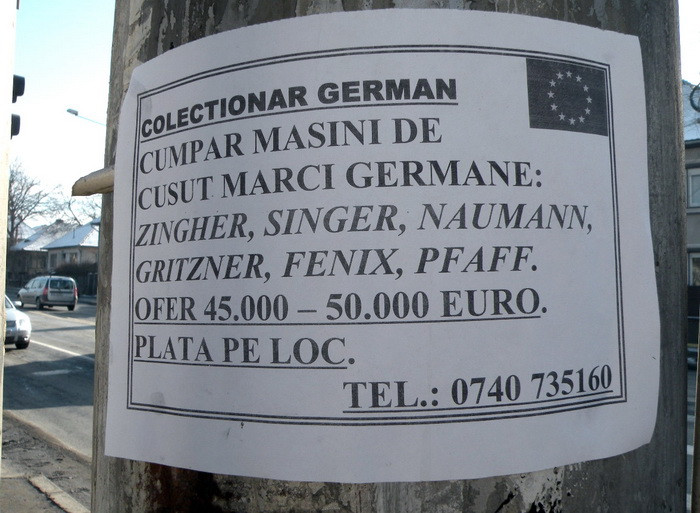 COLECTIONAR GERMAN
CUMPAR MASINI DE
CUSUT MARCI GERMANE:
ZINGHER, SINGER, NAUMANN,
GRITZNER, FENIX, PFAFF.
OFER 45.000 – 50.000 EURO.
PLATA PE LOC.
TEL.: 0740 735160